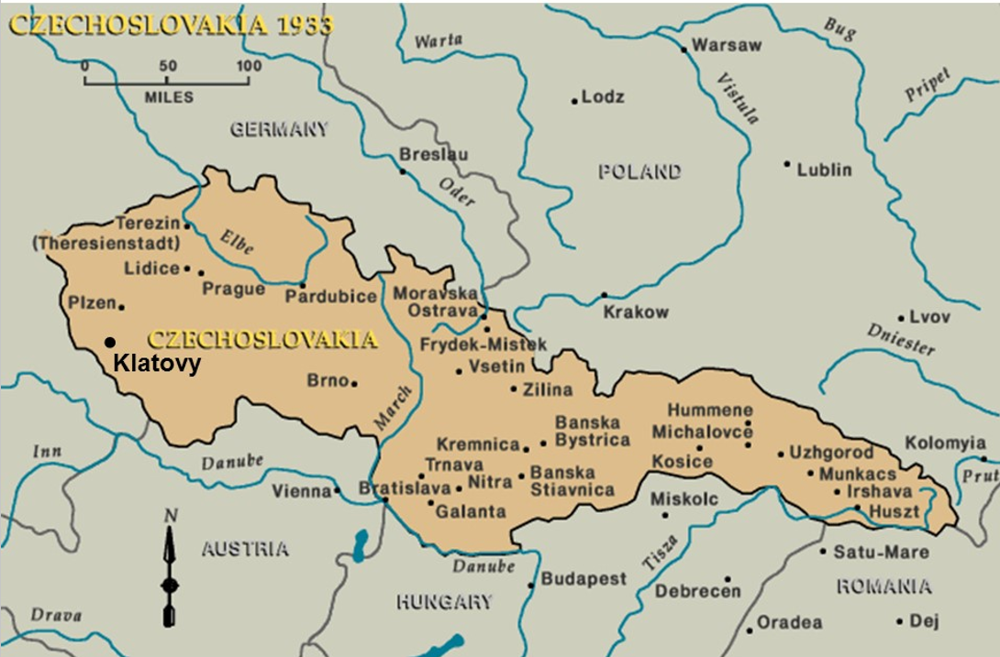 CZECHOSLOVAKIA 1933
0 50 100
MILES
Warta
Bug
Warsaw
Vistula
Pripet
Lodz
GERMANY
Breslau
POLAND
Lublin
Oder
Terezin
(Theresienstadt)
Elbe
Lidice
Prague
Pardubice
Plzen
Moravska
Ostrava
Krakow
Lvov
Dniester
CZECHOSLOVAKIA
Klatovy
Frydek-Mistek
Vsetin
Brno
Zilina
March
Hummene
Michalovce
Banska
Bystrica
Kremnica
Kosice
Uzhgorod
Kolomyia
Inn
Danube
Trnava
Nitra
Banska
Stiavnica
Munkacs
Prut
Vienna
Bratislava
Irshava
Galanta
Miskolc
Huszt
N
AUSTRIA
Danube
Tisza
Satu-Mare
Budapest
Debrecen
ROMANIA
HUNGARY
Drava
Oradea
Dej